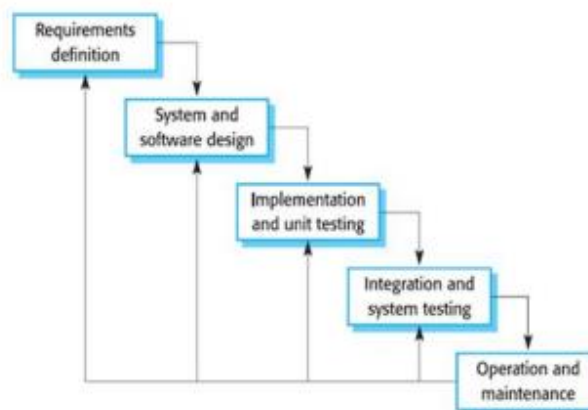 Requirements
definition
System and
software design
Implementation
and unit testing
Integration and
system testing
Operation and
maintenance